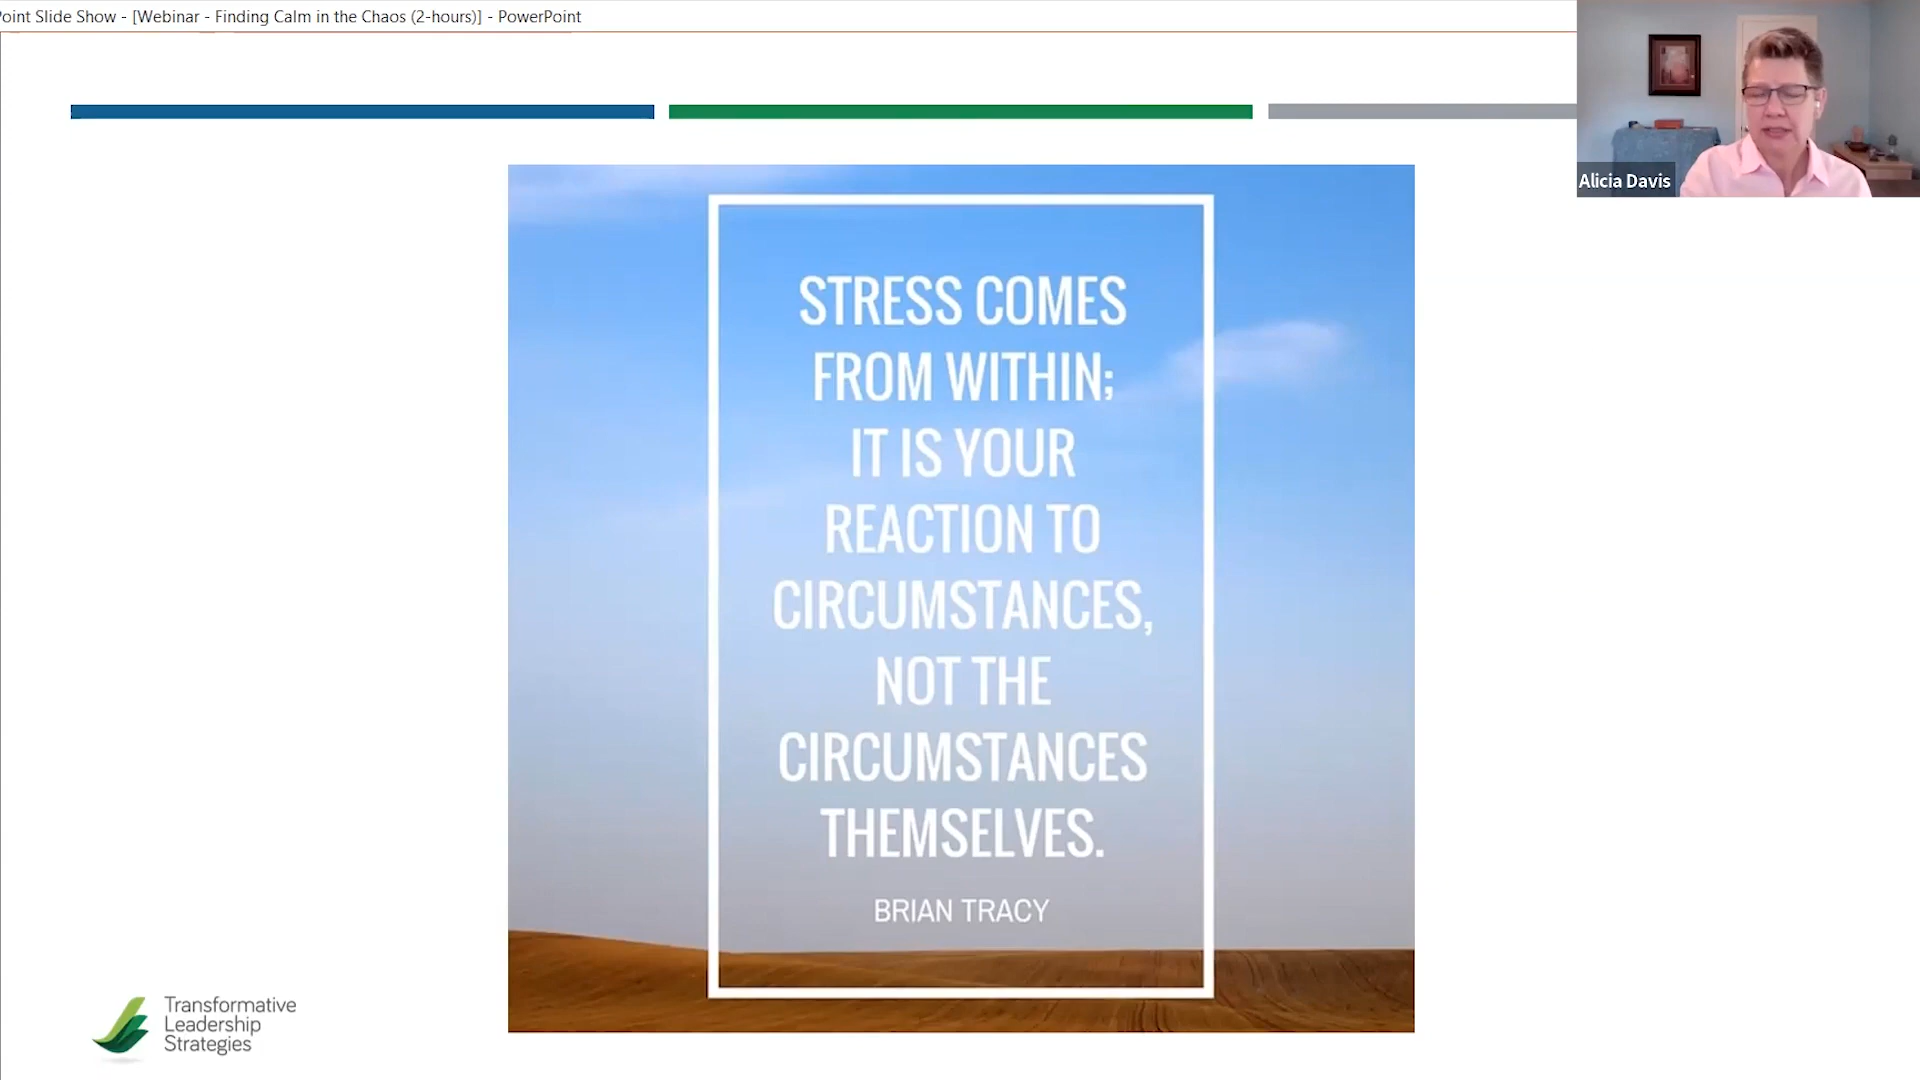 oint Slide Show - [Webinar - Finding Calm in the Chaos (2-hours)] - PowerPoint
Alicia Davis
STRESS COMES
FROM WITHIN;
IT IS YOUR
REACTION TO
CIRCUMSTANCES,
NOT THE
CIRCUMSTANCES
THEMSELVES.
BRIAN TRACY
Transformative
Leadership
Strategies